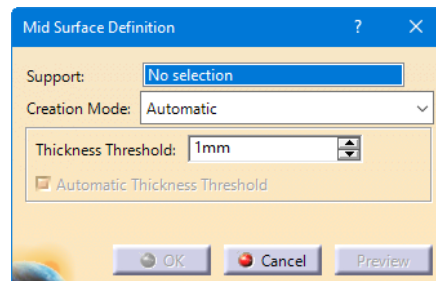 Mid Surface Definition ?
Support: No selection
Creation Mode: Automatic
Thickness Threshold: 1mm
Automatic Thickness Threshold
OK Cancel Preview